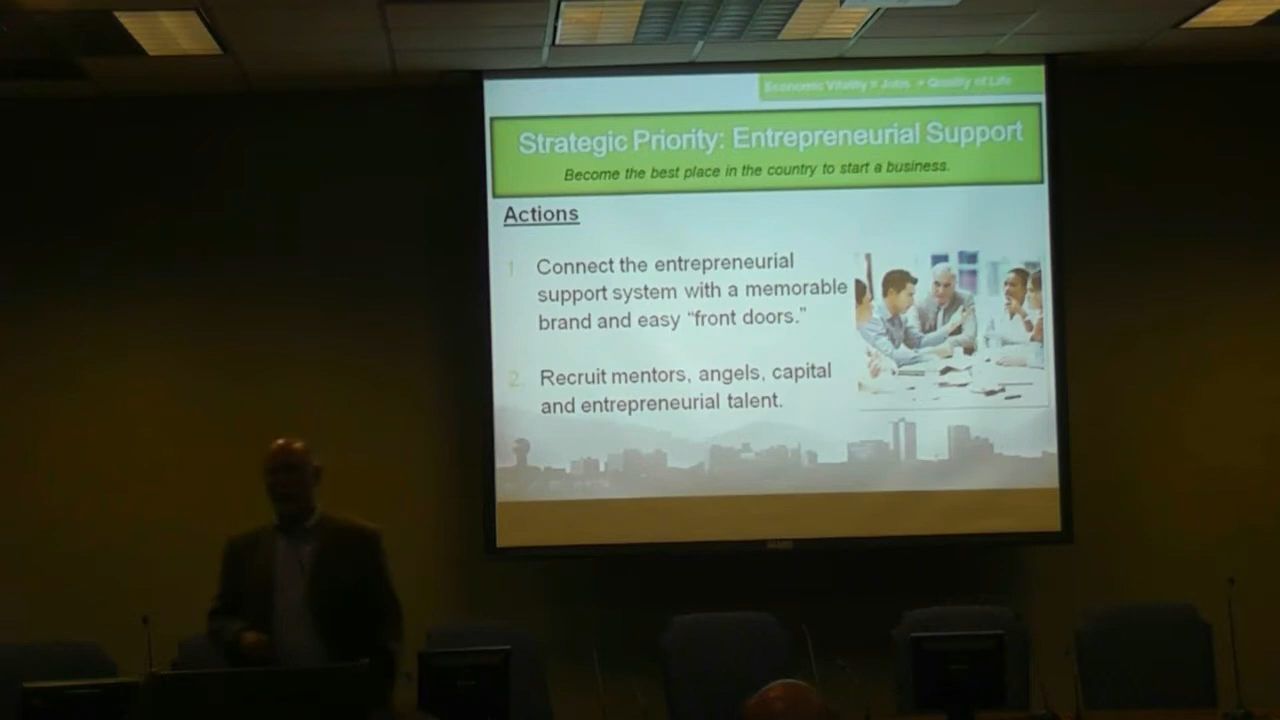 Economic Vitality = Jobs + Quality of Life
Strategic Priority: Entrepreneurial Support
Become the best place in the country to start a business.
Actions
1 Connect the entrepreneurial
support system with a memorable
brand and easy “front doors.”
2. Recruit mentors, angels, capital
and entrepreneurial talent.